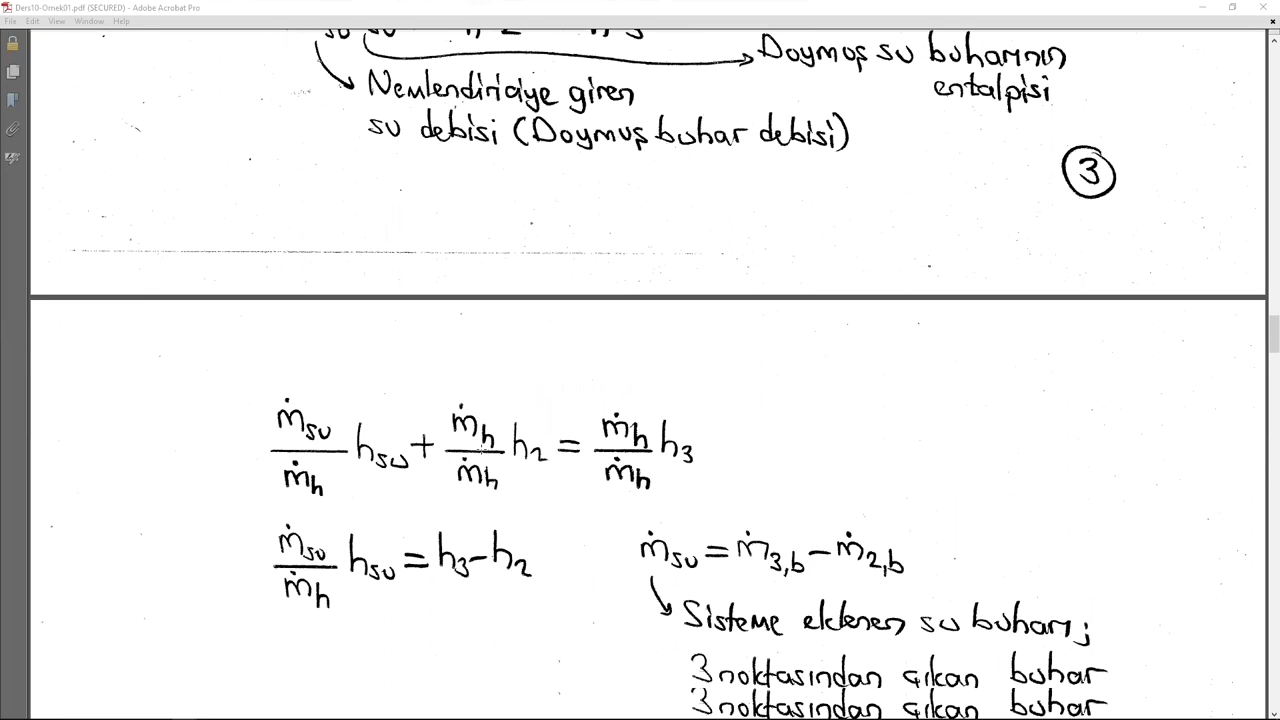 Ders10-Ornek01.pdf (SECURED) - Adobe Acrobat Pro
File Edit View Window Help
Doymuş su buharının
entalpisi
Nemlendiriciye giren
su debisi (Doymuş buhar debisi)
3
ṁsu/ṁh hsu + ṁh/ṁh h2 = ṁh/ṁh h3
ṁsu/ṁh hsu = h3 - h2
ṁsu = ṁ3,b - ṁ2,b
Sisteme eklenen su buharı;
3 noktasından çıkan buhar
3 noktasından çıkan buhar